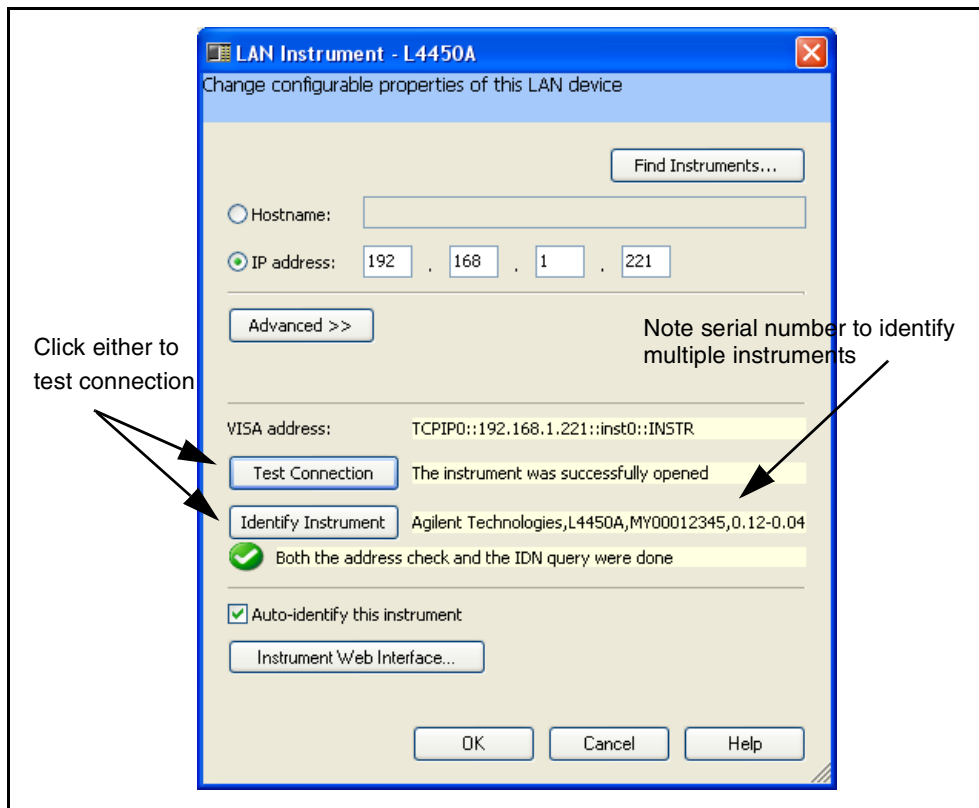 LAN Instrument - L4450A
Change configurable properties of this LAN device
Find Instruments...
Hostname:
IP address: 192 . 168 . 1 . 221
Advanced >>
Note serial number to identify
multiple instruments
Click either to
test connection
VISA address: TCPIP0::192.168.1.221::inst0::INSTR
Test Connection The instrument was successfully opened
Identify Instrument Agilent Technologies,L4450A,MY00012345,0.12-0.04
Both the address check and the IDN query were done
Auto-identify this instrument
Instrument Web Interface...
OK Cancel Help